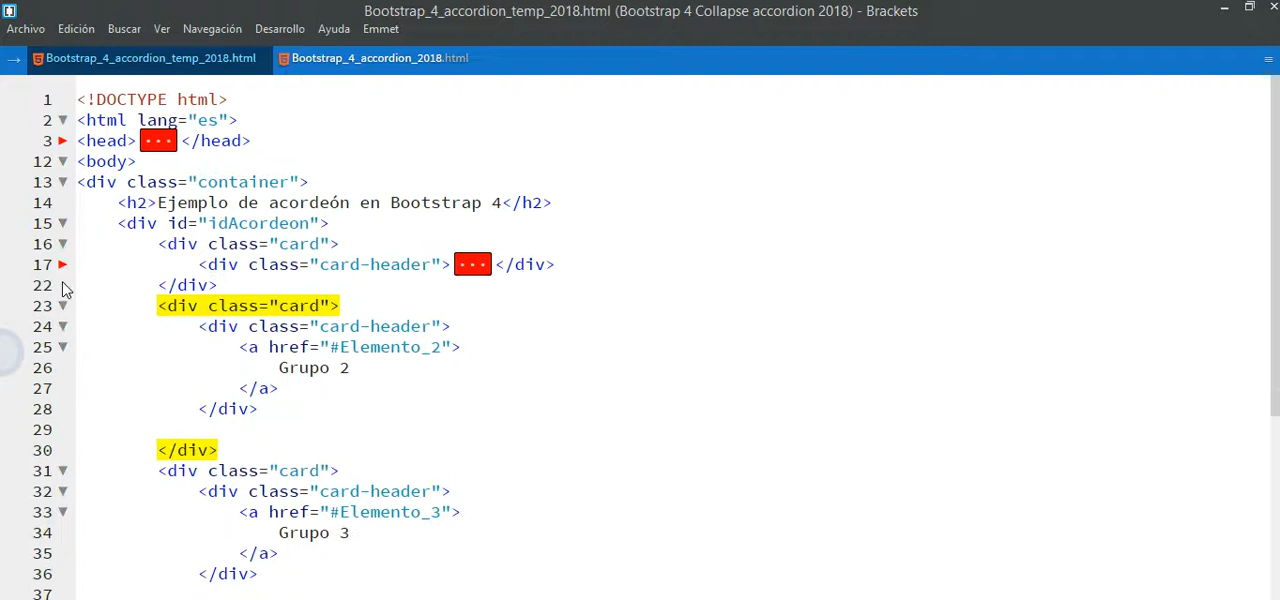 Bootstrap_4_accordion_temp_2018.html (Bootstrap 4 Collapse accordion 2018) - Brackets
Archivo Edición Buscar Ver Navegación Desarrollo Ayuda Emmet
Bootstrap_4_accordion_temp_2018.html Bootstrap_4_accordion_2018.html
1 <!DOCTYPE html>
2 <html lang="es">
3 <head>...</head>
12 <body>
13 <div class="container">
14 <h2>Ejemplo de acordeón en Bootstrap 4</h2>
15 <div id="idAcordeon">
16 <div class="card">
17 <div class="card-header">...</div>
22 </div>
23 <div class="card">
24 <div class="card-header">
25 <a href="#Elemento_2">
26 Grupo 2
27 </a>
28 </div>
29
30 </div>
31 <div class="card">
32 <div class="card-header">
33 <a href="#Elemento_3">
34 Grupo 3
35 </a>
36 </div>
37